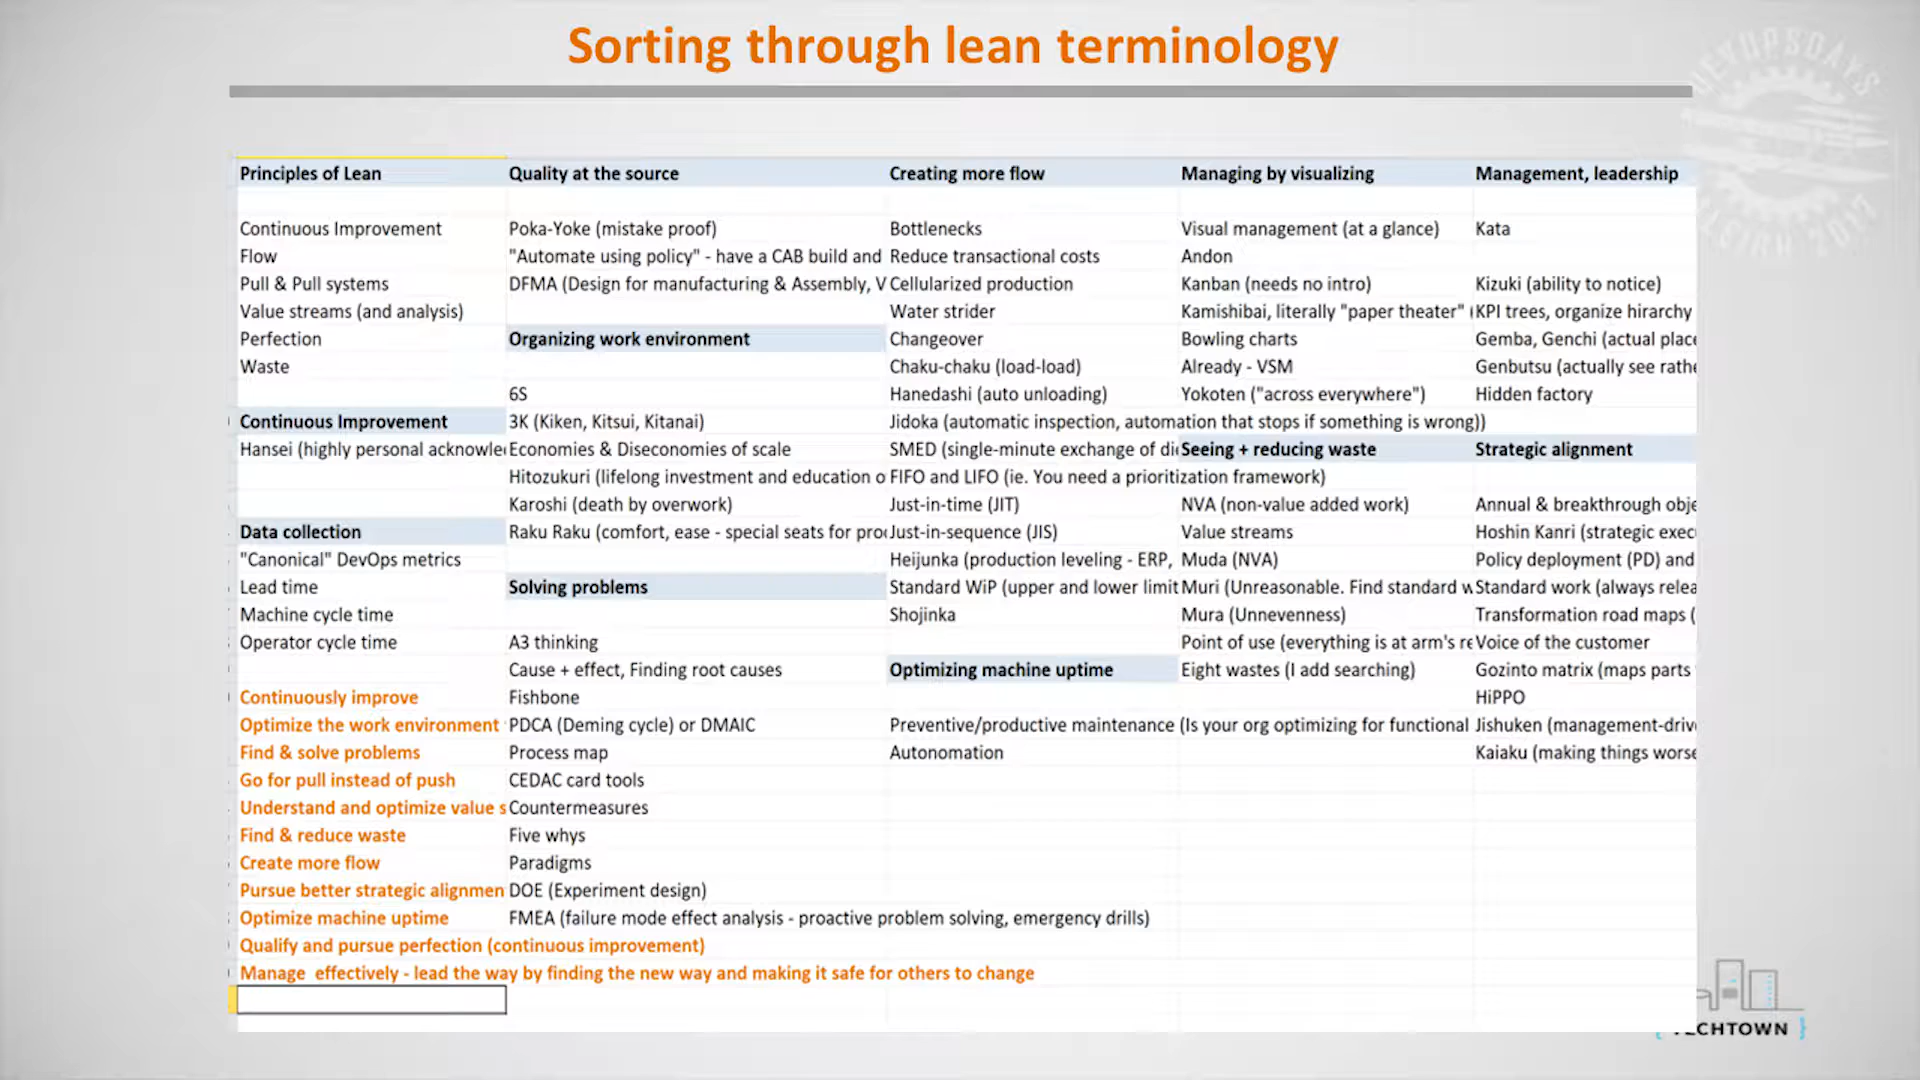 Sorting through lean terminology
Principles of Lean
Continuous Improvement
Flow
Pull & Pull systems
Value streams (and analysis)
Perfection
Waste
Continuous Improvement
Hansei (highly personal acknowle
Data collection
"Canonical" DevOps metrics
Lead time
Machine cycle time
Operator cycle time
Continuously improve
Optimize the work environment
Find & solve problems
Go for pull instead of push
Understand and optimize value s
Find & reduce waste
Create more flow
Pursue better strategic alignmen
Optimize machine uptime
Qualify and pursue perfection (continuous improvement)
Manage effectively - lead the way by finding the new way and making it safe for others to change
Quality at the source
Poka-Yoke (mistake proof)
"Automate using policy" - have a CAB build and
DFMA (Design for manufacturing & Assembly, V
Organizing work environment
6S
3K (Kiken, Kitsui, Kitanai)
Economies & Diseconomies of scale
Hitozukuri (lifelong investment and education o
Karoshi (death by overwork)
Raku Raku (comfort, ease - special seats for pro
Solving problems
A3 thinking
Cause + effect, Finding root causes
Fishbone
PDCA (Deming cycle) or DMAIC
Process map
CEDAC card tools
Countermeasures
Five whys
Paradigms
DOE (Experiment design)
FMEA (failure mode effect analysis - proactive problem solving, emergency drills)
Creating more flow
Bottlenecks
Reduce transactional costs
Cellularized production
Water strider
Changeover
Chaku-chaku (load-load)
Hanedashi (auto unloading)
Jidoka (automatic inspection, automation that stops if something is wrong))
SMED (single-minute exchange of di
FIFO and LIFO (ie. You need a prioritization framework)
Just-in-time (JIT)
Just-in-sequence (JIS)
Heijunka (production leveling - ERP,
Standard WiP (upper and lower limit
Shojinka
Optimizing machine uptime
Preventive/productive maintenance (Is your org optimizing for functional
Autonomation
Managing by visualizing
Visual management (at a glance)
Andon
Kanban (needs no intro)
Kamishibai, literally "paper theater" (
Bowling charts
Already - VSM
Yokoten ("across everywhere")
Seeing + reducing waste
NVA (non-value added work)
Value streams
Muda (NVA)
Muri (Unreasonable. Find standard w
Mura (Unnevenness)
Point of use (everything is at arm's re
Eight wastes (I add searching)
Management, leadership
Kata
Kizuki (ability to notice)
KPI trees, organize hirarchy
Gemba, Genchi (actual place
Genbutsu (actually see rathe
Hidden factory
Strategic alignment
Annual & breakthrough obje
Hoshin Kanri (strategic exec
Policy deployment (PD) and
Standard work (always relea
Transformation road maps (
Voice of the customer
Gozinto matrix (maps parts
HiPPO
Jishuken (management-driv
Kaiaku (making things worse
DEVOPSDAYS
2017
TECHTOWN